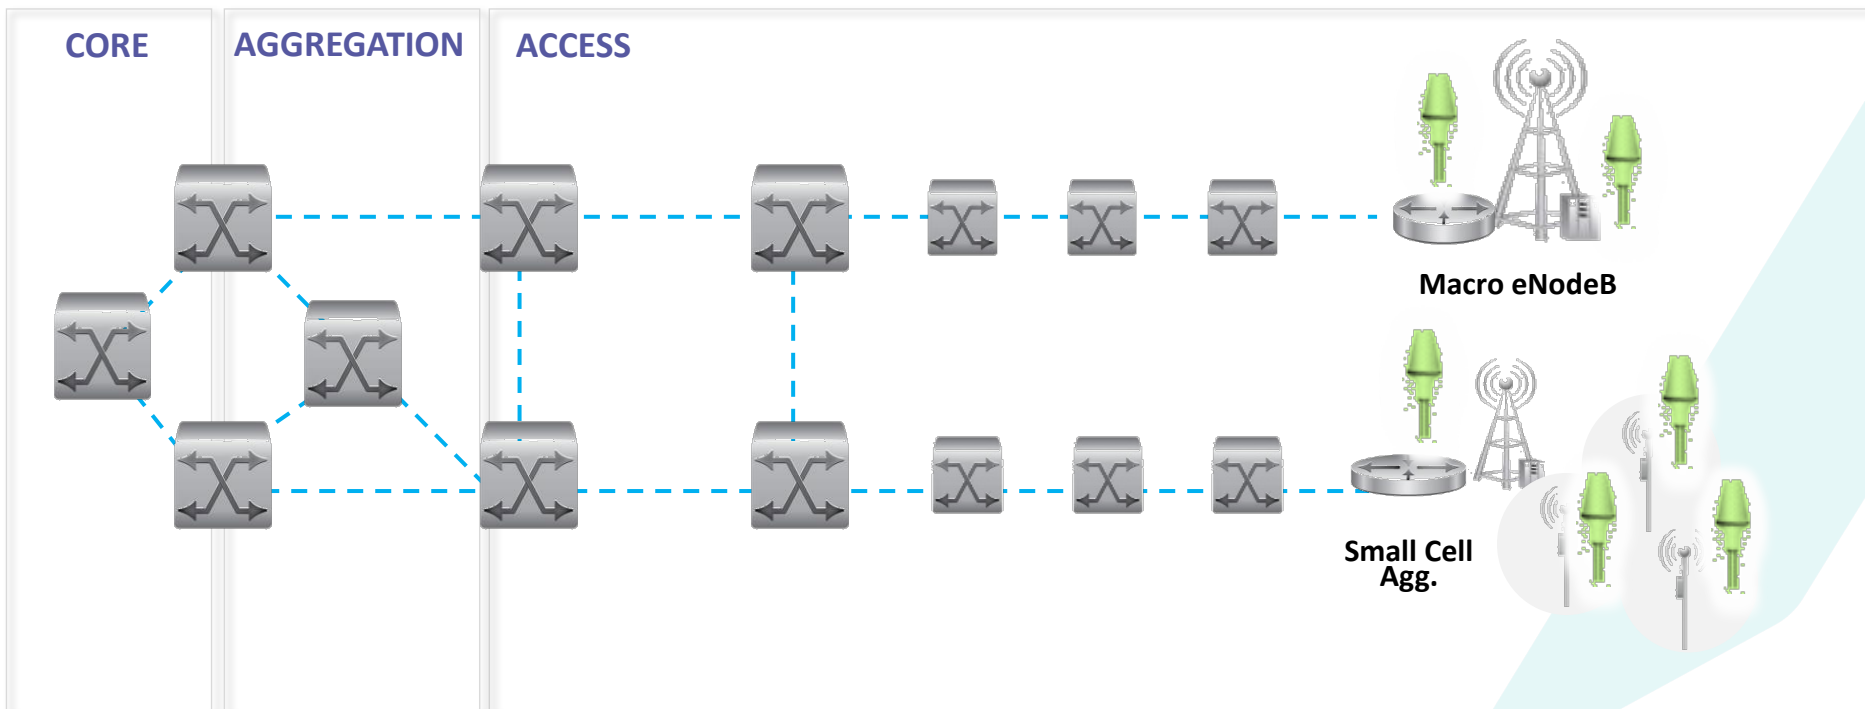 CORE
AGGREGATION
ACCESS
Macro eNodeB
Small Cell
Agg.